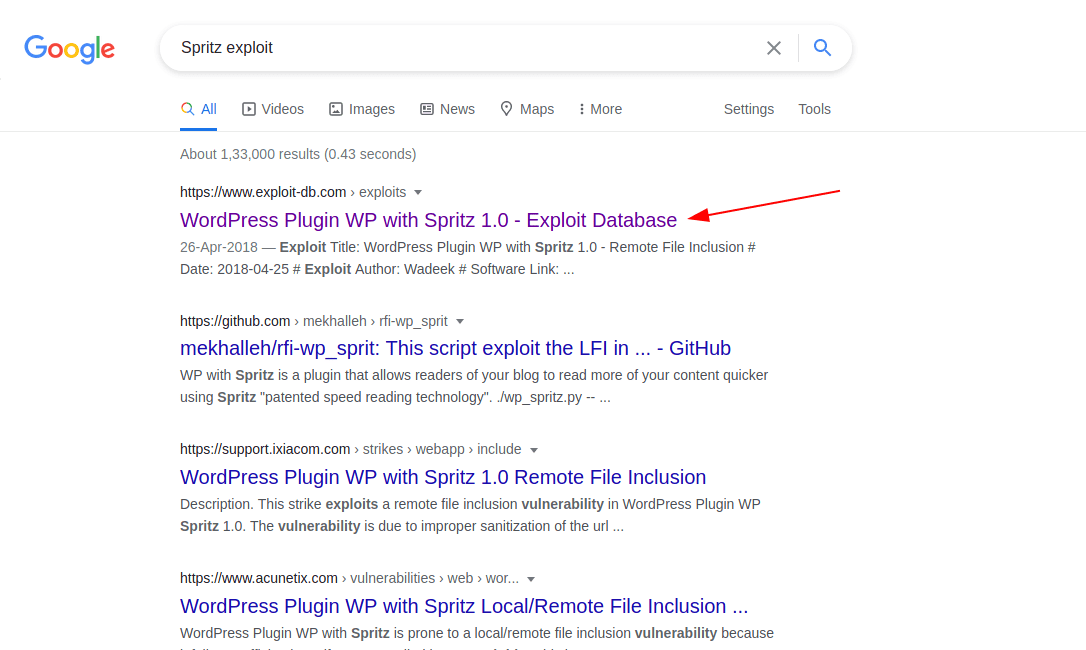 Google
Spritz exploit
All Videos Images News Maps More Settings Tools
About 1,33,000 results (0.43 seconds)
https://www.exploit-db.com › exploits
WordPress Plugin WP with Spritz 1.0 - Exploit Database
26-Apr-2018 — Exploit Title: WordPress Plugin WP with Spritz 1.0 - Remote File Inclusion #
Date: 2018-04-25 # Exploit Author: Wadeek # Software Link: ...
https://github.com › mekhalleh › rfi-wp_sprit
mekhalleh/rfi-wp_sprit: This script exploit the LFI in ... - GitHub
WP with Spritz is a plugin that allows readers of your blog to read more of your content quicker
using Spritz "patented speed reading technology". ./wp_spritz.py -- ...
https://support.ixiacom.com › strikes › webapp › include
WordPress Plugin WP with Spritz 1.0 Remote File Inclusion
Description. This strike exploits a remote file inclusion vulnerability in WordPress Plugin WP
Spritz 1.0. The vulnerability is due to improper sanitization of the url ...
https://www.acunetix.com › vulnerabilities › web › wor...
WordPress Plugin WP with Spritz Local/Remote File Inclusion ...
WordPress Plugin WP with Spritz is prone to a local/remote file inclusion vulnerability because